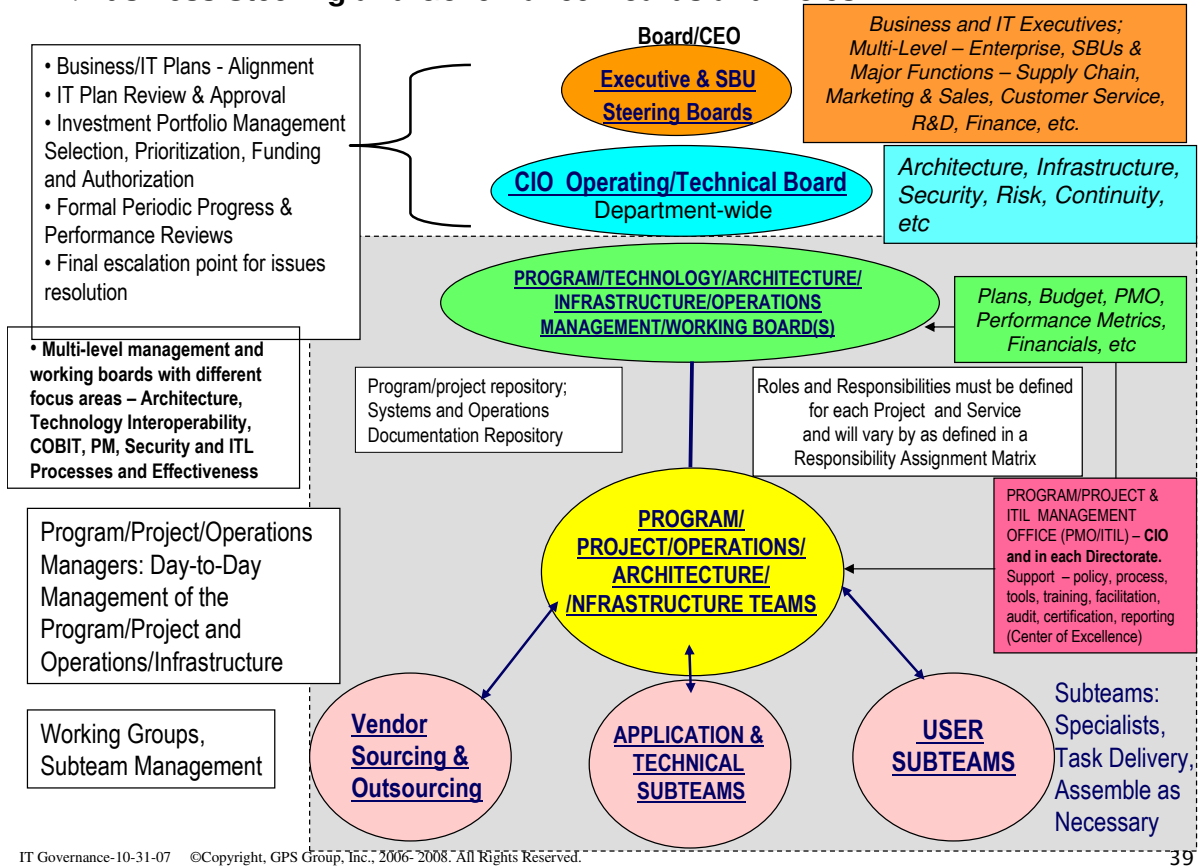 Board/CEO
• Business/IT Plans - Alignment
• IT Plan Review & Approval
• Investment Portfolio Management
Selection, Prioritization, Funding
and Authorization
• Formal Periodic Progress &
Performance Reviews
• Final escalation point for issues
resolution
Executive & SBU
Steering Boards
Business and IT Executives;
Multi-Level – Enterprise, SBUs &
Major Functions – Supply Chain,
Marketing & Sales, Customer Service,
R&D, Finance, etc.
CIO Operating/Technical Board
Department-wide
Architecture, Infrastructure,
Security, Risk, Continuity,
etc
PROGRAM/TECHNOLOGY/ARCHITECTURE/
INFRASTRUCTURE/OPERATIONS
MANAGEMENT/WORKING BOARD(S)
Plans, Budget, PMO,
Performance Metrics,
Financials, etc
• Multi-level management and
working boards with different
focus areas – Architecture,
Technology Interoperability,
COBIT, PM, Security and ITL
Processes and Effectiveness
Program/project repository;
Systems and Operations
Documentation Repository
Roles and Responsibilities must be defined
for each Project and Service
and will vary by as defined in a
Responsibility Assignment Matrix
Program/Project/Operations
Managers: Day-to-Day
Management of the
Program/Project and
Operations/Infrastructure
PROGRAM/
PROJECT/OPERATIONS/
ARCHITECTURE/
/NFRASTRUCTURE TEAMS
PROGRAM/PROJECT &
ITIL MANAGEMENT
OFFICE (PMO/ITIL) – CIO
and in each Directorate.
Support – policy, process,
tools, training, facilitation,
audit, certification, reporting
(Center of Excellence)
Working Groups,
Subteam Management
Vendor
Sourcing &
Outsourcing
APPLICATION &
TECHNICAL
SUBTEAMS
USER
SUBTEAMS
Subteams:
Specialists,
Task Delivery,
Assemble as
Necessary
IT Governance-10-31-07 ©Copyright, GPS Group, Inc., 2006- 2008. All Rights Reserved.
39